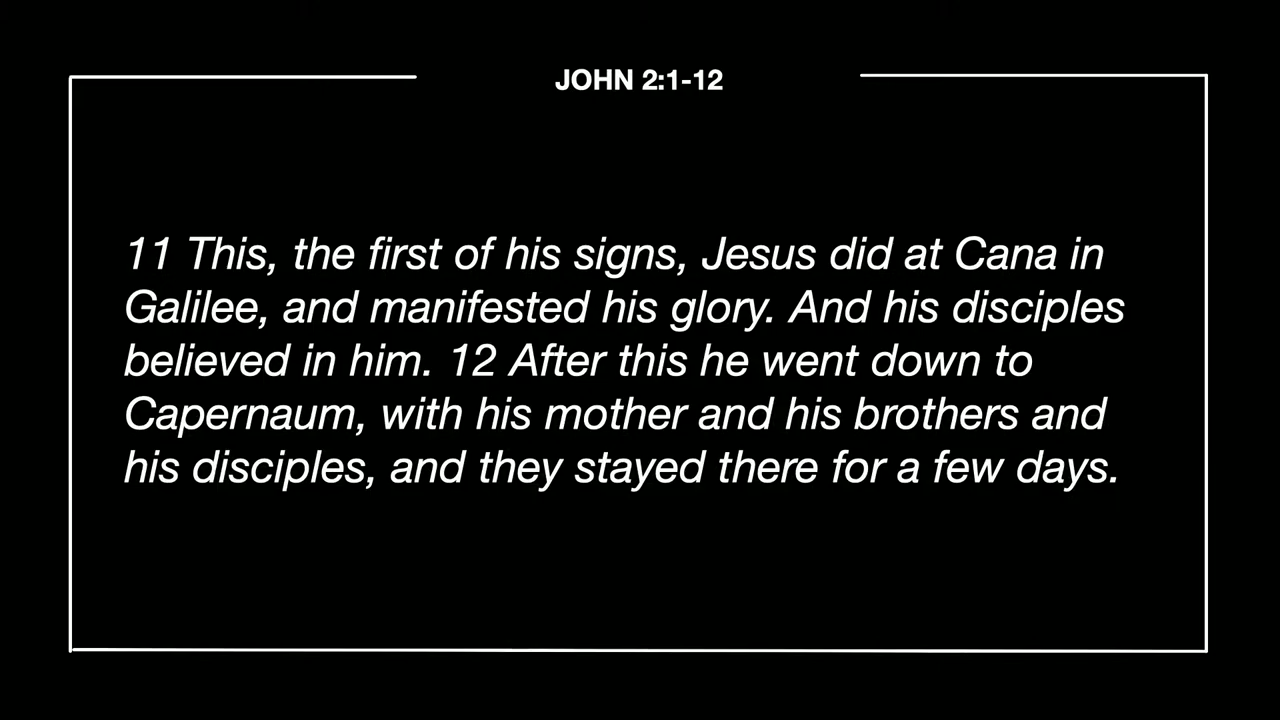 JOHN 2:1-12
11 This, the first of his signs, Jesus did at Cana in
Galilee, and manifested his glory. And his disciples
believed in him. 12 After this he went down to
Capernaum, with his mother and his brothers and
his disciples, and they stayed there for a few days.